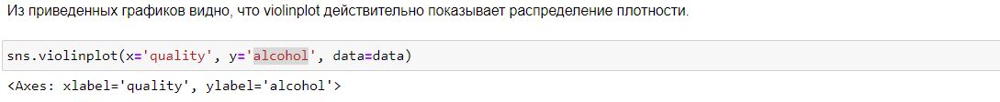 Из приведенных графиков видно, что violinplot действительно показывает распределение плотности.
sns.violinplot(x='quality', y='alcohol', data=data)
<Axes: xlabel='quality', ylabel='alcohol'>